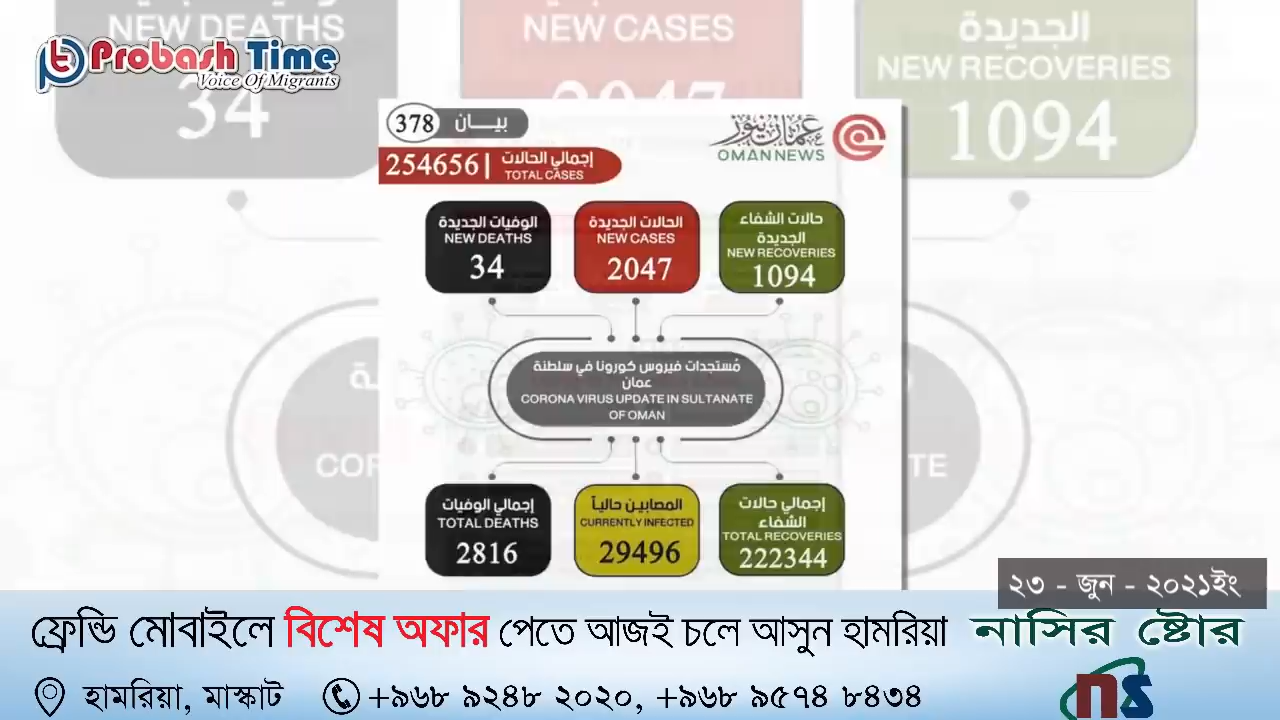 NEW DEATHS
34
NEW CASES
2047
الجديدة
NEW RECOVERIES
1094
Probash Time
Voice Of Migrants
378 بيـــان
عمان نيوز
OMAN NEWS
254656 | إجمالي الحالات
TOTAL CASES
الوفيات الجديدة
NEW DEATHS
34
الحالات الجديدة
NEW CASES
2047
حالات الشفاء
الجديدة
NEW RECOVERIES
1094
مُستجدات فيروس كورونا في سلطنة
عمان
CORONA VIRUS UPDATE IN SULTANATE
OF OMAN
إجمالي الوفيات
TOTAL DEATHS
2816
المصابين حالياً
CURRENTLY INFECTED
29496
إجمالي حالات
الشفاء
TOTAL RECOVERIES
222344
২৩ - জুন - ২০২১ইং
ফ্রেন্ডি মোবাইলে বিশেষ অফার পেতে আজই চলে আসুন হামরিয়া নাসির ষ্টোর
হামরিয়া, মাস্কাট +৯৬৮ ৯২৪৮ ২০২০, +৯৬৮ ৯৫৭৪ ৮৪৩৪
ns